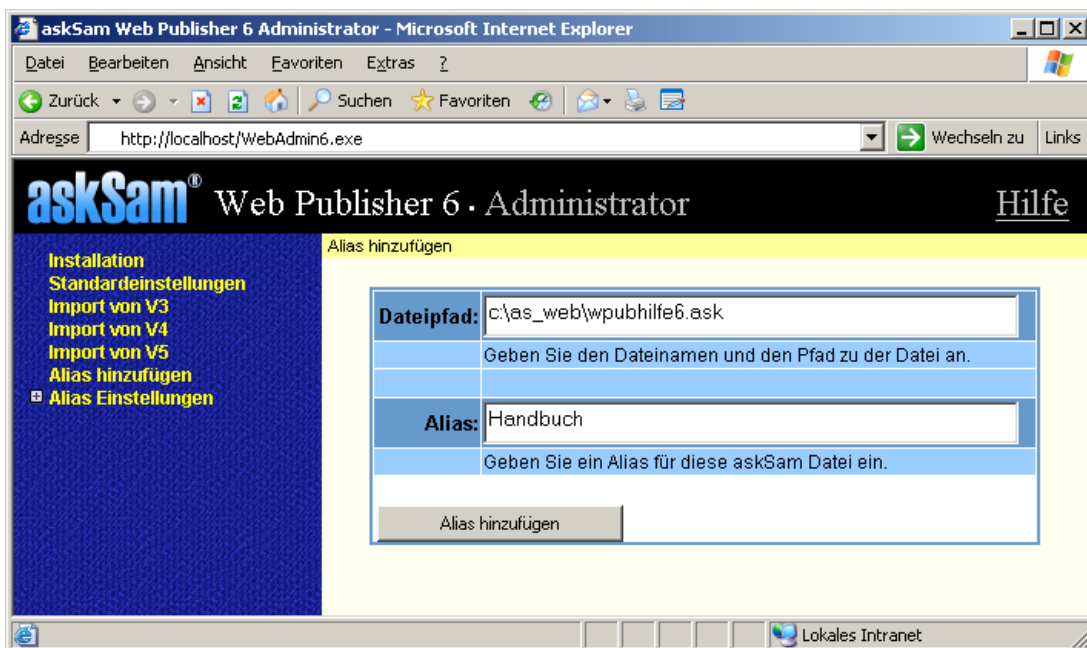 askSam Web Publisher 6 Administrator - Microsoft Internet Explorer
Datei Bearbeiten Ansicht Favoriten Extras ?
Zurück Suchen Favoriten
Adresse http://localhost/WebAdmin6.exe Wechseln zu Links
askSam® Web Publisher 6 · Administrator Hilfe
Alias hinzufügen
Installation
Standardeinstellungen
Import von V3
Import von V4
Import von V5
Alias hinzufügen
Alias Einstellungen
Dateipfad: c:\as_web\wpubhilfe6.ask
Geben Sie den Dateinamen und den Pfad zu der Datei an.
Alias: Handbuch
Geben Sie ein Alias für diese askSam Datei ein.
Alias hinzufügen
Lokales Intranet